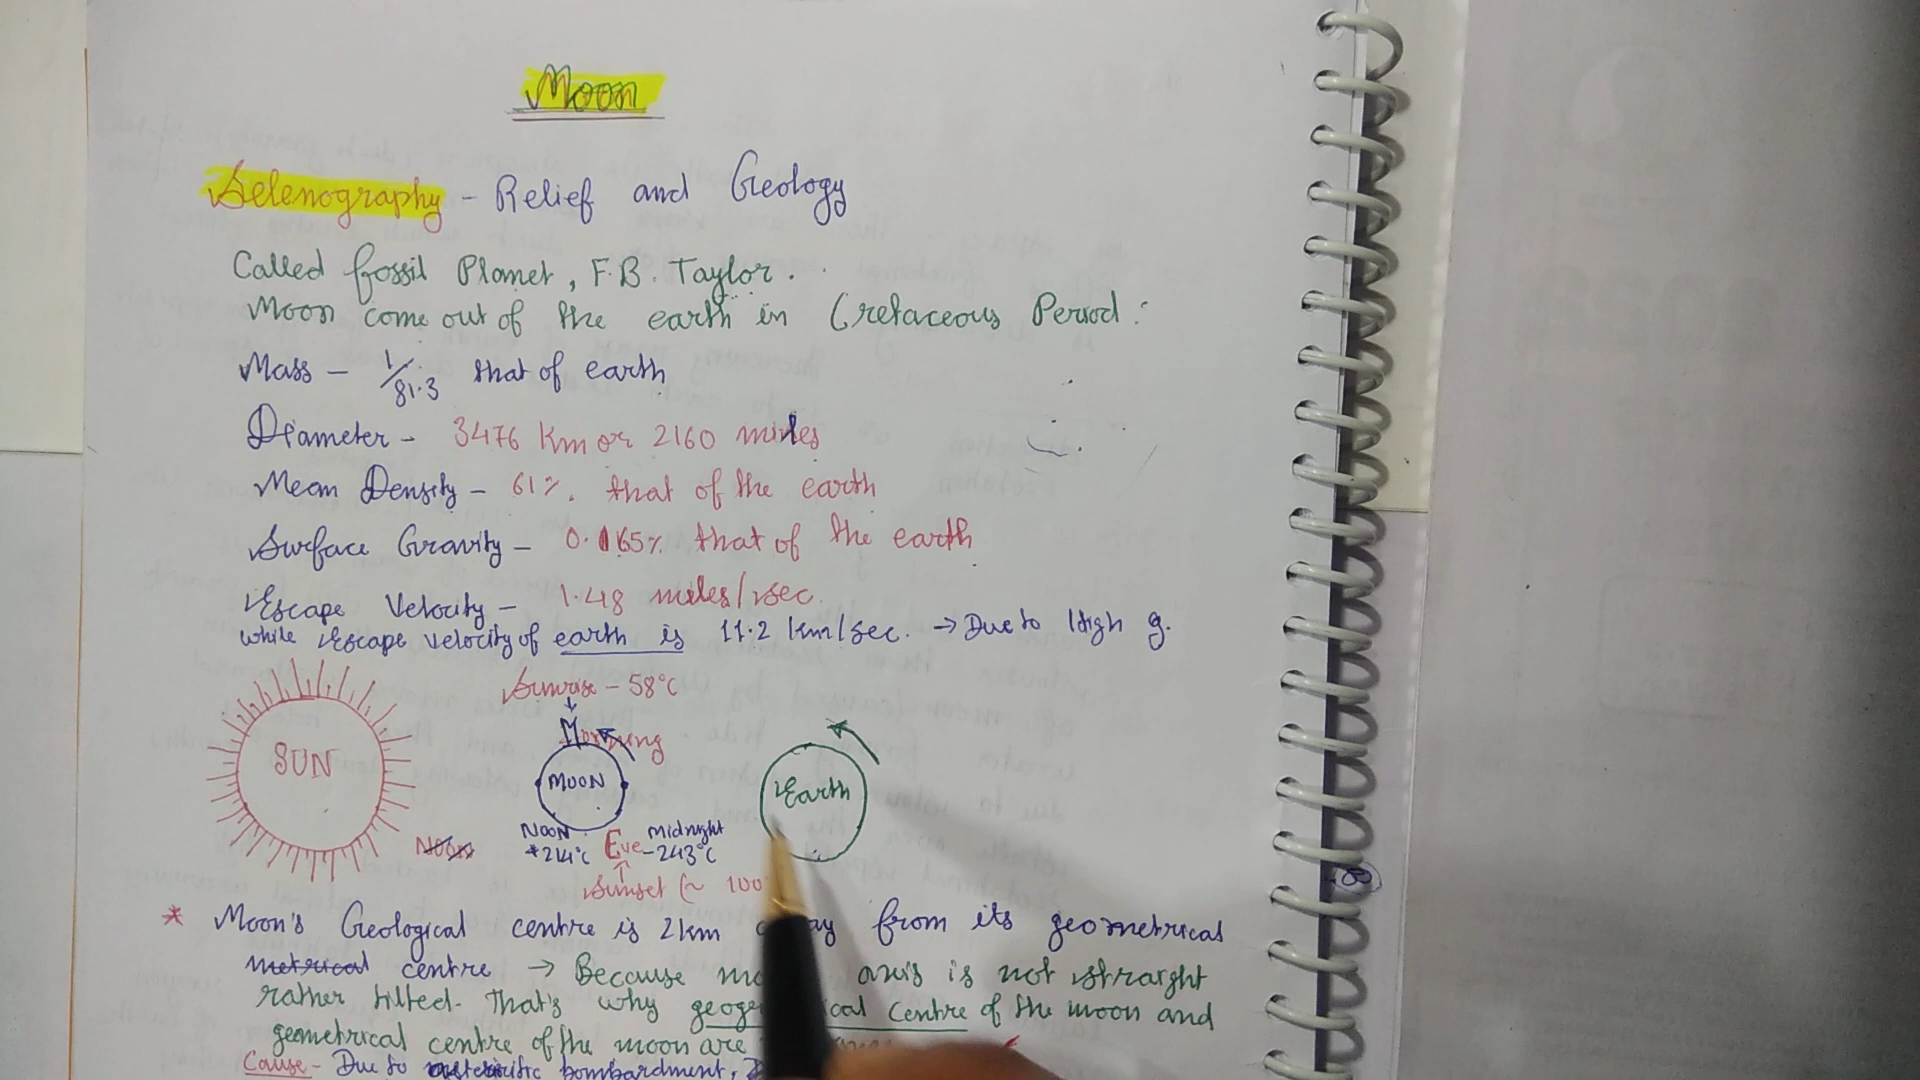 Moon
Selenography - Relief and Geology
Called fossil Planet, F.B. Taylor.
Moon come out of the earth in Cretaceous Period.
Mass - 1/81.3 that of earth
Diameter - 3476 Km or 2160 miles
Mean Density - 61%. that of the earth
Surface Gravity - 0.165% that of the earth
Escape Velocity - 1.48 miles/sec.
while escape velocity of earth is 11.2 km/sec. → Due to High g.
Sunrise - 58°C
Morning
SUN
MOON
Earth
Noon
Noon Eve midnight
+214°C -243°C
Sunset (~ 100
* Moon's Geological centre is 2km from its geometrical
metrical centre → Because axis is not straight
rather tilted. That's why centre of the moon and
geometrical centre of the moon are
Cause - Due to bombardment,